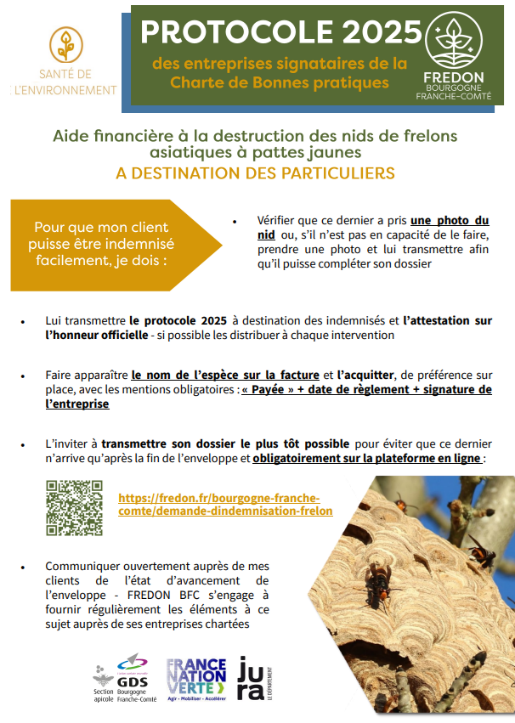 PROTOCOLE 2025
des entreprises signataires de la
Charte de Bonnes pratiques
SANTÉ DE
L'ENVIRONNEMENT
FREDON
BOURGOGNE
FRANCHE-COMTÉ
Aide financière à la destruction des nids de frelons
asiatiques à pattes jaunes
A DESTINATION DES PARTICULIERS
Pour que mon client
puisse être indemnisé
facilement, je dois :
• Vérifier que ce dernier a pris une photo du
nid ou, s'il n'est pas en capacité de le faire,
prendre une photo et lui transmettre afin
qu'il puisse compléter son dossier
• Lui transmettre le protocole 2025 à destination des indemnisés et l'attestation sur
l'honneur officielle - si possible les distribuer à chaque intervention
• Faire apparaître le nom de l'espèce sur la facture et l'acquitter, de préférence sur
place, avec les mentions obligatoires : « Payée » + date de règlement + signature de
l'entreprise
• L'inviter à transmettre son dossier le plus tôt possible pour éviter que ce dernier
n'arrive qu'après la fin de l'enveloppe et obligatoirement sur la plateforme en ligne :
https://fredon.fr/bourgogne-franche-
comte/demande-dindemnisation-frelon
• Communiquer ouvertement auprès de mes
clients de l'état d'avancement de
l'enveloppe - FREDON BFC s'engage à
fournir régulièrement les éléments à ce
sujet auprès de ses entreprises chartées
Section
apicole
GDS
Bourgogne
Franche-Comté
FRANCE
NATION
VERTE
Agir • Mobiliser • Accélérer
jura
LE DÉPARTEMENT